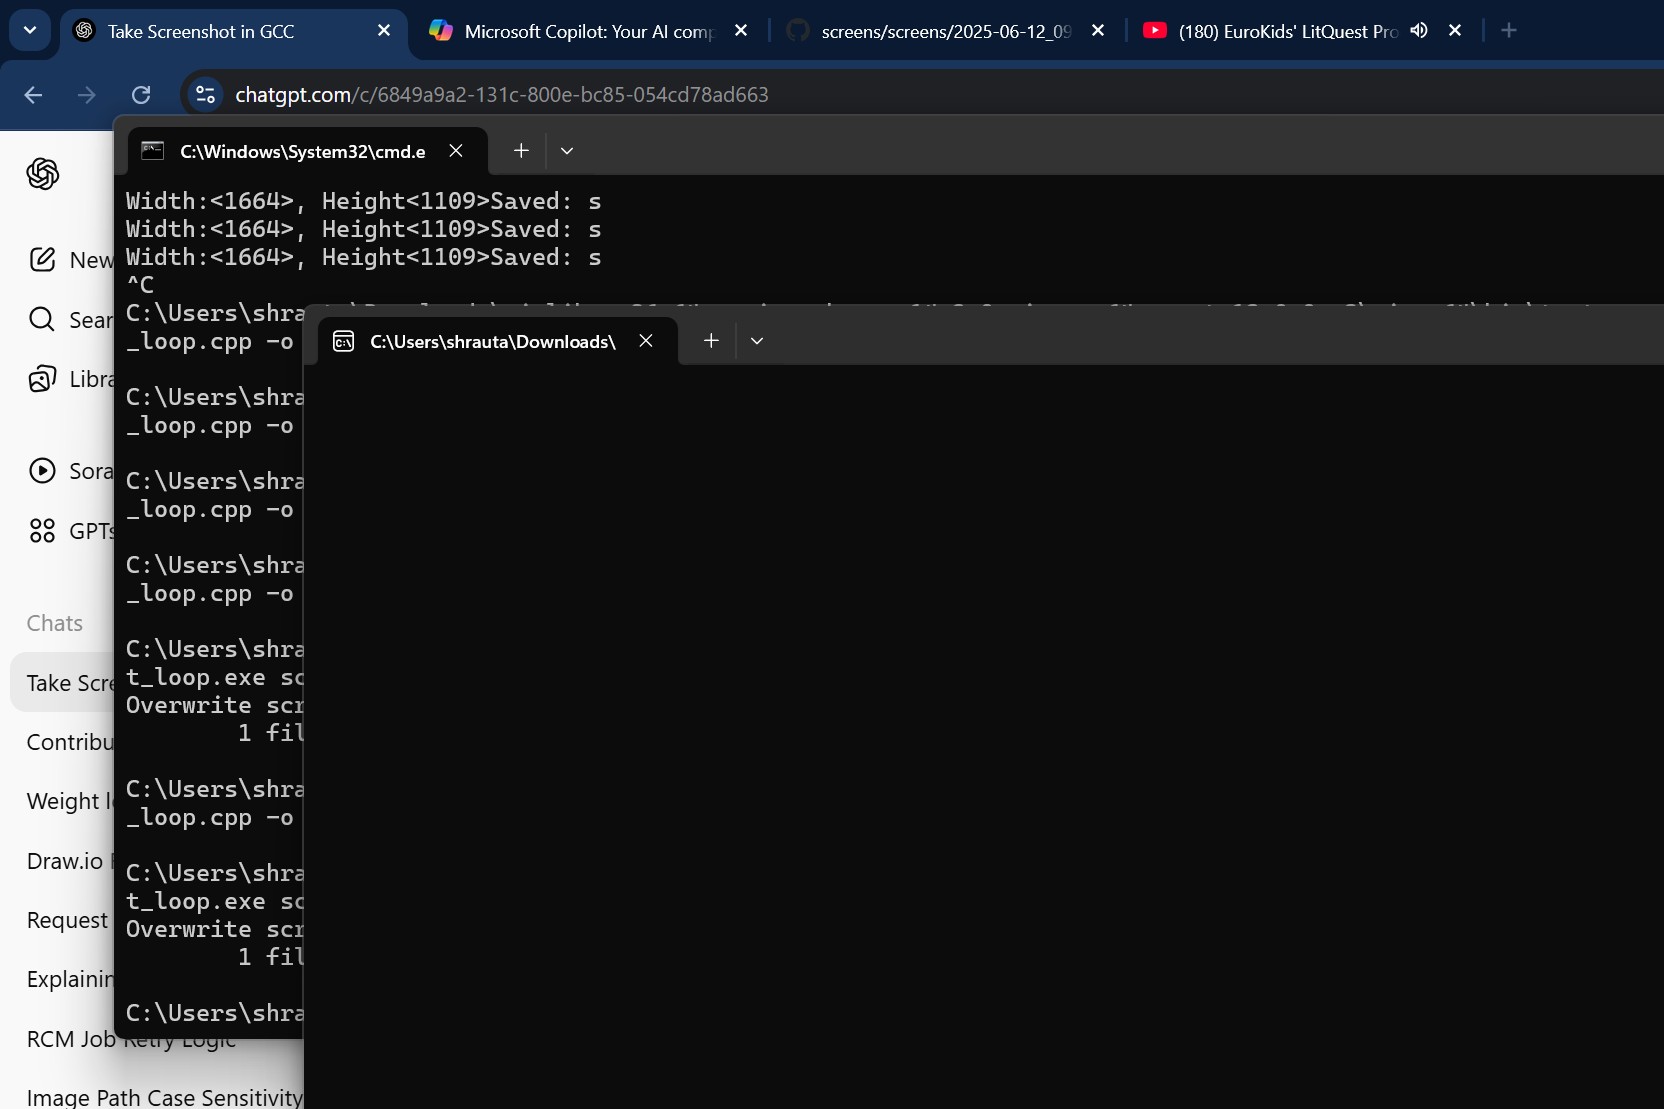 Take Screenshot in GCC
Microsoft Copilot: Your AI comp
screens/screens/2025-06-12_09
(180) EuroKids' LitQuest Pro
chatgpt.com/c/6849a9a2-131c-800e-bc85-054cd78ad663
C:\Windows\System32\cmd.e
Width:<1664>, Height<1109>Saved: s
Width:<1664>, Height<1109>Saved: s
Width:<1664>, Height<1109>Saved: s
^C
C:\Users\shra
_loop.cpp -o
C:\Users\shrauta\Downloads\
C:\Users\shra
_loop.cpp -o
C:\Users\shra
_loop.cpp -o
C:\Users\shra
_loop.cpp -o
C:\Users\shra
t_loop.exe sc
Overwrite scr
1 fil
C:\Users\shra
_loop.cpp -o
C:\Users\shra
t_loop.exe sc
Overwrite scr
1 fil
C:\Users\shra
New
Sear
Libra
Sora
GPTs
Chats
Take Scre
Contribu
Weight l
Draw.io
Request
Explainin
RCM Job Retry Logic
Image Path Case Sensitivity